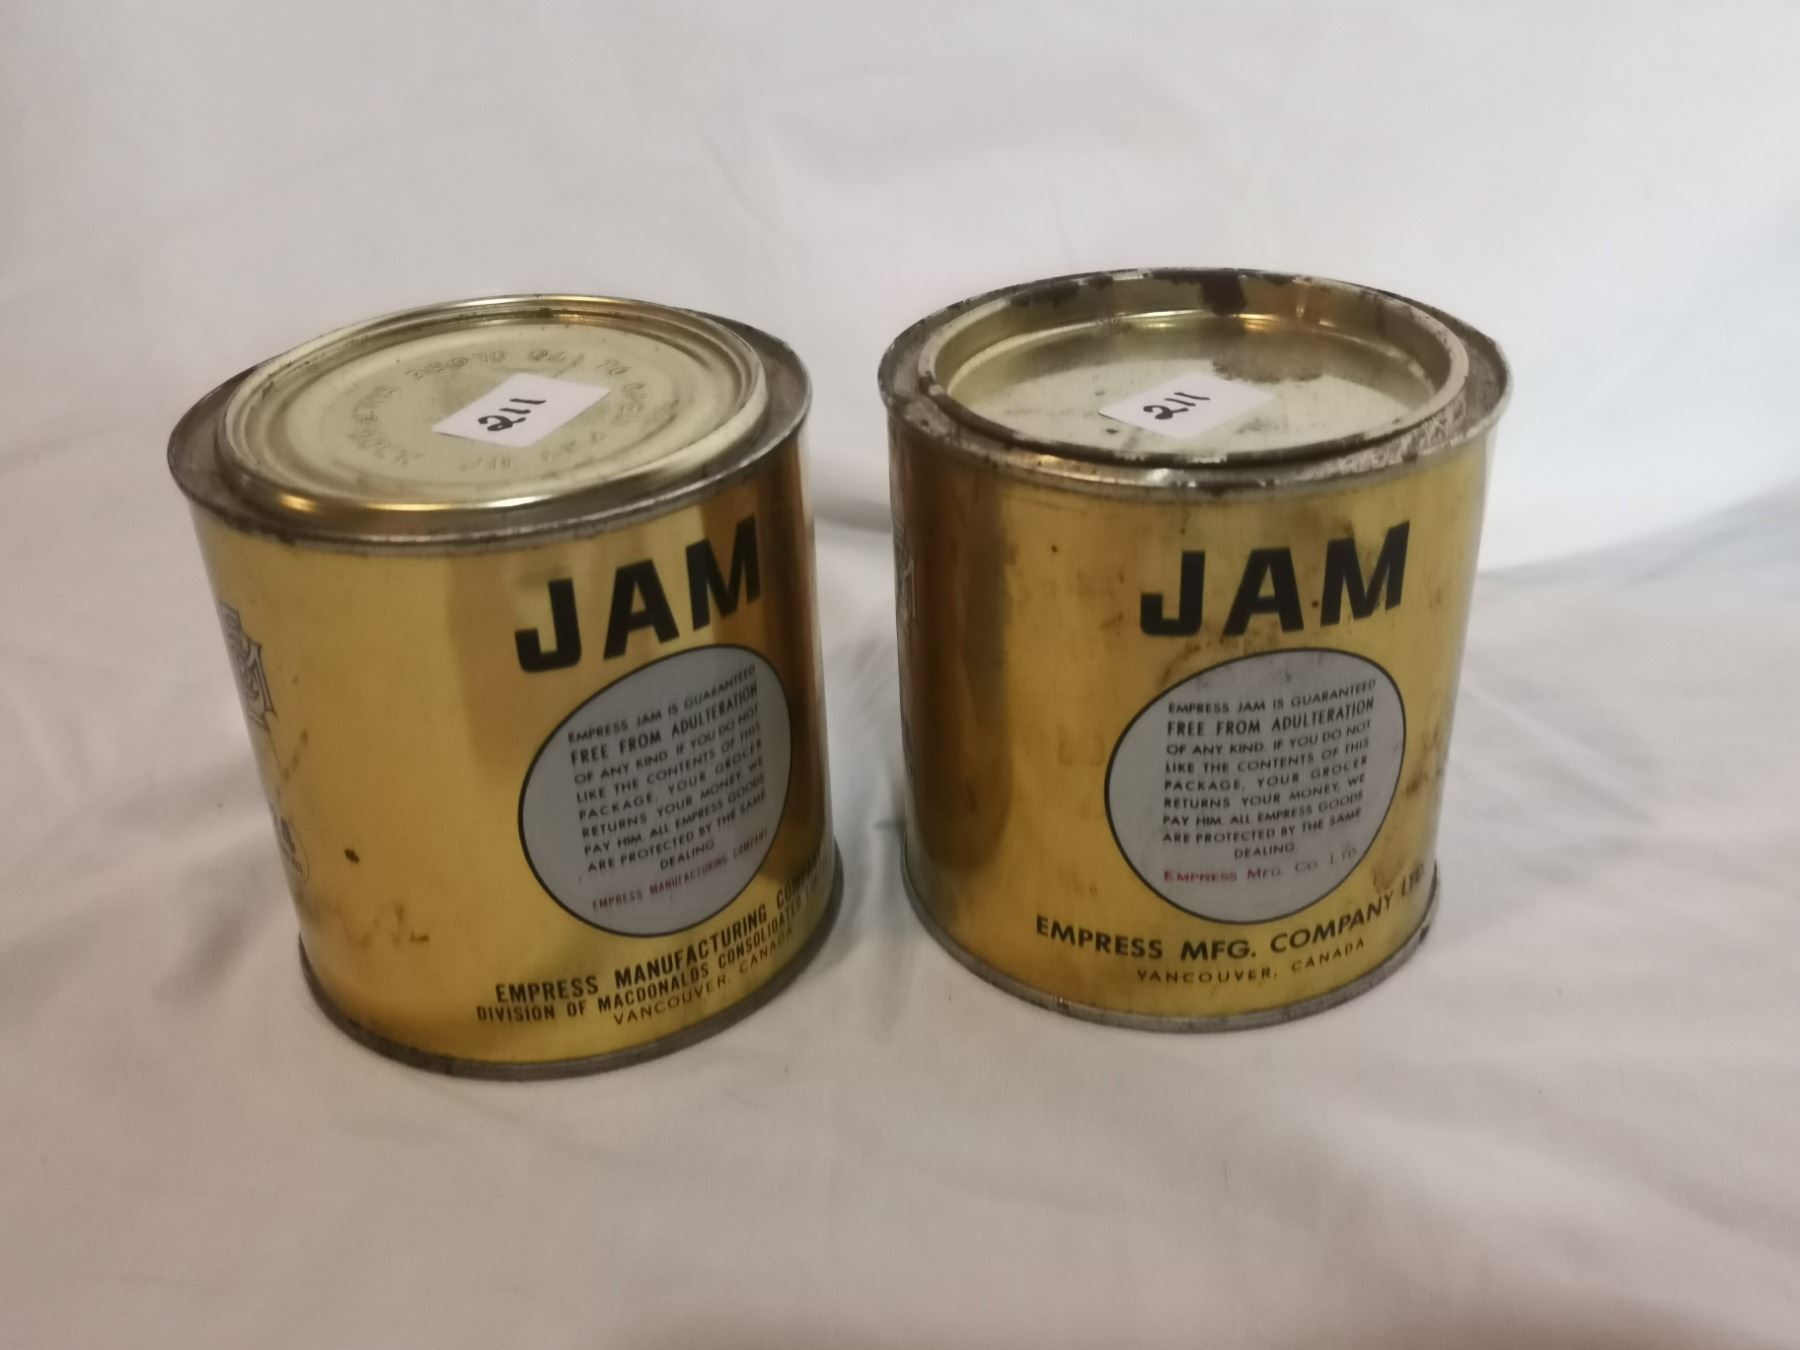 211
JAM
EMPRESS JAM IS GUARANTEED
FREE FROM ADULTERATION
OF ANY KIND. IF YOU DO NOT
LIKE THE CONTENTS OF THIS
PACKAGE, YOUR GROCER
RETURNS YOUR MONEY, WE
PAY HIM. ALL EMPRESS GOODS
ARE PROTECTED BY THE SAME
DEALING
EMPRESS MANUFACTURING COMPANY
EMPRESS MANUFACTURING COMPANY
DIVISION OF MACDONALDS CONSOLIDATED LIMITED
VANCOUVER, CANADA
211
JAM
EMPRESS JAM IS GUARANTEED
FREE FROM ADULTERATION
OF ANY KIND. IF YOU DO NOT
LIKE THE CONTENTS OF THIS
PACKAGE, YOUR GROCER
RETURNS YOUR MONEY, WE
PAY HIM. ALL EMPRESS GOODS
ARE PROTECTED BY THE SAME
DEALING.
EMPRESS MFG. CO. LTD.
EMPRESS MFG. COMPANY LTD.
VANCOUVER, CANADA